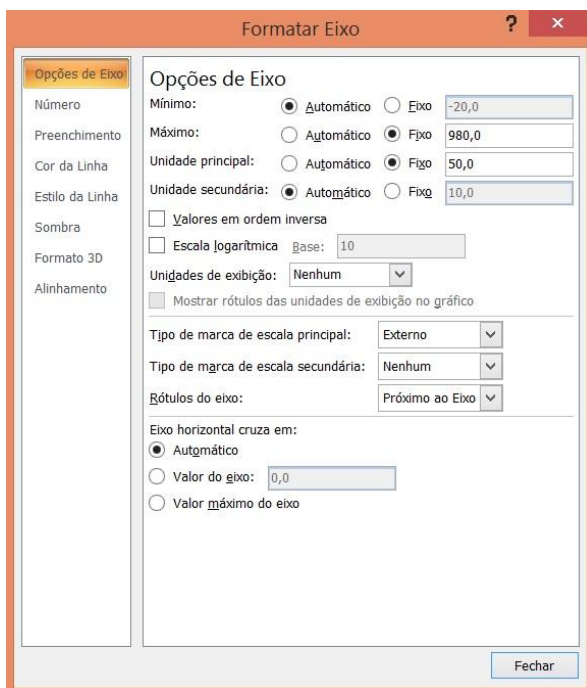 Formatar Eixo
? ×
Opções de Eixo
Número
Preenchimento
Cor da Linha
Estilo da Linha
Sombra
Formato 3D
Alinhamento
Opções de Eixo
Mínimo: Automático Fixo -20,0
Máximo: Automático Fixo 980,0
Unidade principal: Automático Fixo 50,0
Unidade secundária: Automático Fixo 10,0
Valores em ordem inversa
Escala logarítmica Base: 10
Unidades de exibição: Nenhum
Mostrar rótulos das unidades de exibição no gráfico
Tipo de marca de escala principal: Externo
Tipo de marca de escala secundária: Nenhum
Rótulos do eixo: Próximo ao Eixo
Eixo horizontal cruza em:
Automático
Valor do eixo: 0,0
Valor máximo do eixo
Fechar